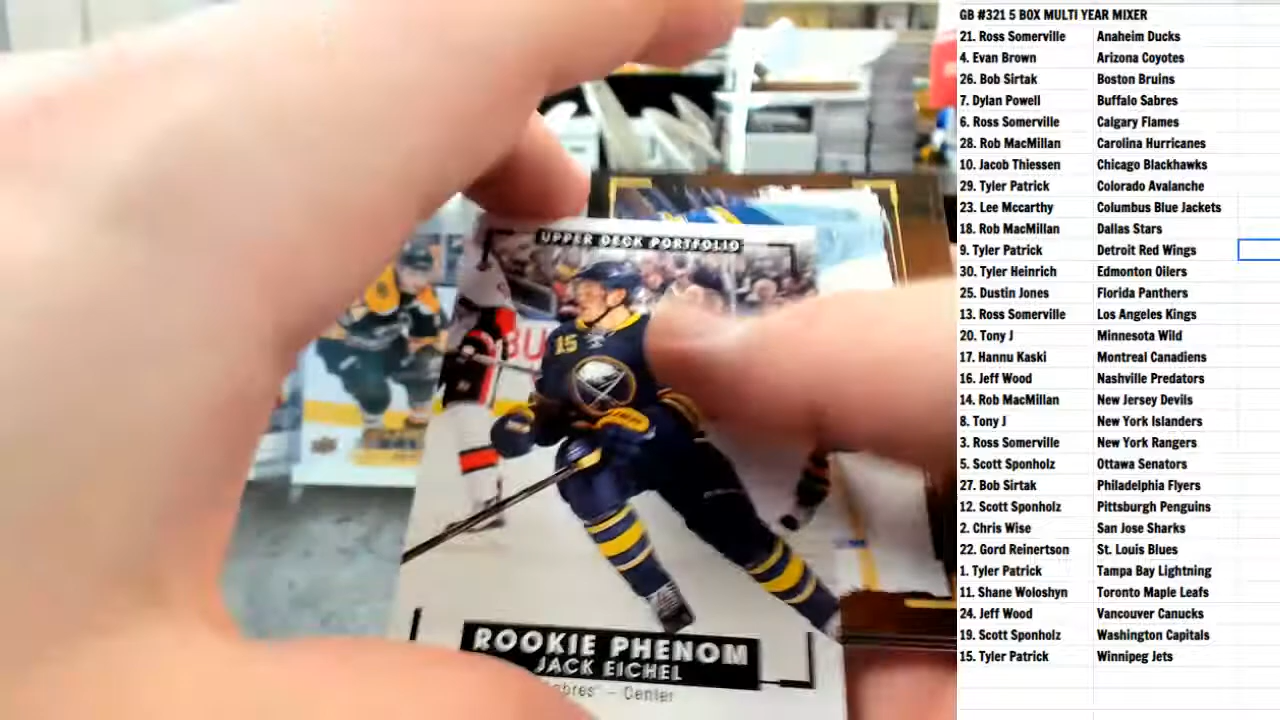 UPPER DECK PORTFOLIO
BU
15
ROOKIE PHENOM
JACK EICHEL
Sabres - Center
GB #321 5 BOX MULTI YEAR MIXER
21. Ross Somerville Anaheim Ducks
4. Evan Brown Arizona Coyotes
26. Bob Sirtak Boston Bruins
7. Dylan Powell Buffalo Sabres
6. Ross Somerville Calgary Flames
28. Rob MacMillan Carolina Hurricanes
10. Jacob Thiessen Chicago Blackhawks
29. Tyler Patrick Colorado Avalanche
23. Lee Mccarthy Columbus Blue Jackets
18. Rob MacMillan Dallas Stars
9. Tyler Patrick Detroit Red Wings
30. Tyler Heinrich Edmonton Oilers
25. Dustin Jones Florida Panthers
13. Ross Somerville Los Angeles Kings
20. Tony J Minnesota Wild
17. Hannu Kaski Montreal Canadiens
16. Jeff Wood Nashville Predators
14. Rob MacMillan New Jersey Devils
8. Tony J New York Islanders
3. Ross Somerville New York Rangers
5. Scott Sponholz Ottawa Senators
27. Bob Sirtak Philadelphia Flyers
12. Scott Sponholz Pittsburgh Penguins
2. Chris Wise San Jose Sharks
22. Gord Reinertson St. Louis Blues
1. Tyler Patrick Tampa Bay Lightning
11. Shane Woloshyn Toronto Maple Leafs
24. Jeff Wood Vancouver Canucks
19. Scott Sponholz Washington Capitals
15. Tyler Patrick Winnipeg Jets